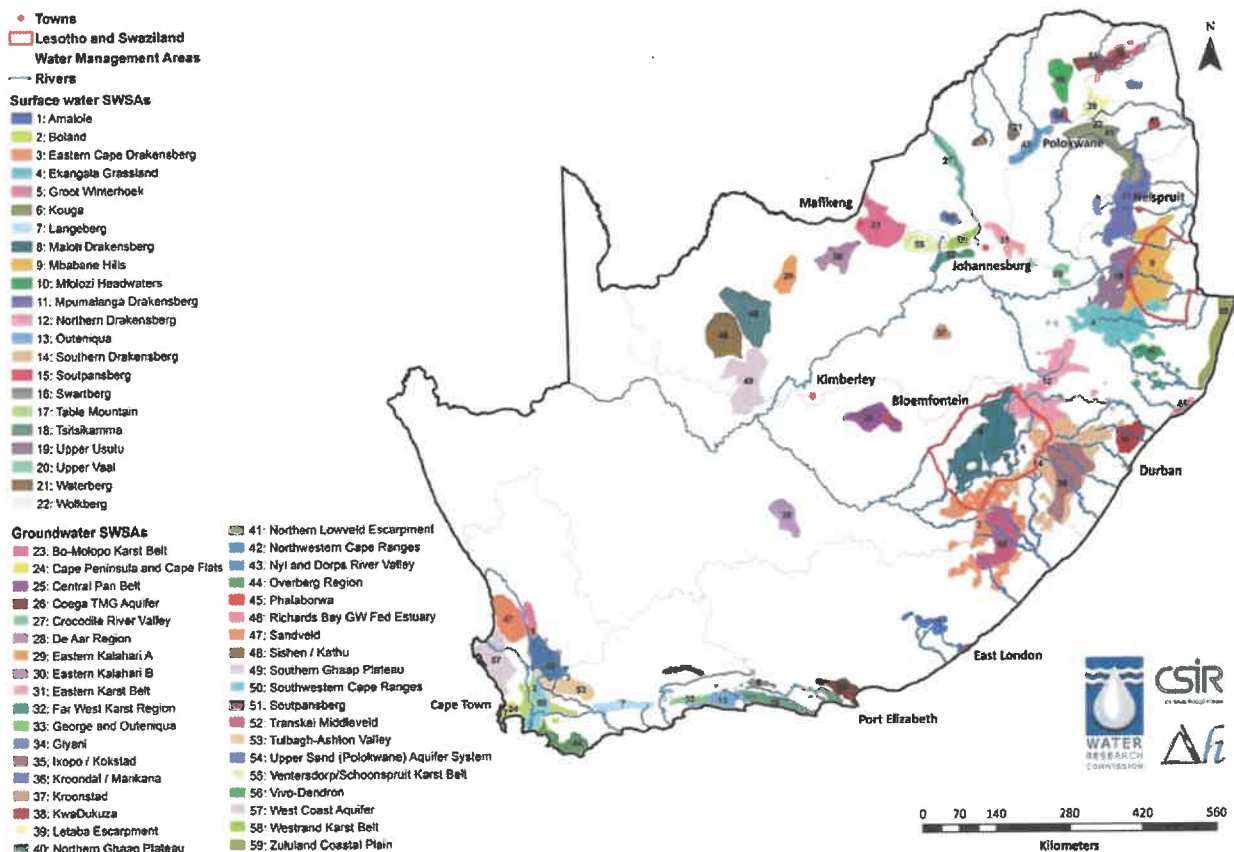 Towns
Lesotho and Swaziland
Water Management Areas
Rivers
Surface water SWSAs
1: Amatole
2: Boland
3: Eastern Cape Drakensberg
4: Ekangala Grassland
5: Groot Winterhoek
6: Kouga
7: Langeberg
8: Maloti Drakensberg
9: Mbabane Hills
10: Mfolozi Headwaters
11: Mpumalanga Drakensberg
12: Northern Drakensberg
13: Outeniqua
14: Southern Drakensberg
15: Soutpansberg
16: Swartberg
17: Table Mountain
18: Tsitsikamma
19: Upper Usutu
20: Upper Vaal
21: Waterberg
22: Wolkberg
Groundwater SWSAs
23: Bo-Molopo Karst Belt
24: Cape Peninsula and Cape Flats
25: Central Pan Belt
26: Coega TMG Aquifer
27: Crocodile River Valley
28: De Aar Region
29: Eastern Kalahari A
30: Eastern Kalahari B
31: Eastern Karst Belt
32: Far West Karst Region
33: George and Outeniqua
34: Giyani
35: Ixopo / Kokstad
36: Kroondal / Marikana
37: Kroonstad
38: KwaDukuza
39: Letaba Escarpment
40: Northern Ghaap Plateau
41: Northern Lowveld Escarpment
42: Northwestern Cape Ranges
43: Nyl and Dorps River Valley
44: Overberg Region
45: Phalaborwa
46: Richards Bay GW Fed Estuary
47: Sandveld
48: Sishen / Kathu
49: Southern Ghaap Plateau
50: Southwestern Cape Ranges
51: Soutpansberg
52: Transkei Middleveld
53: Tulbagh-Ashton Valley
54: Upper Sand (Polokwane) Aquifer System
55: Ventersdorp/Schoonspruit Karst Belt
56: Vivo-Dendron
57: West Coast Aquifer
58: Westrand Karst Belt
59: Zululand Coastal Plain
N
Polokwane
Nelspruit
Mafikeng
Johannesburg
Kimberley
Bloemfontein
Durban
East London
Cape Town
Port Elizabeth
WATER
RESEARCH
COMMISSION
CSIR
0 70 140 280 420 560
Kilometers